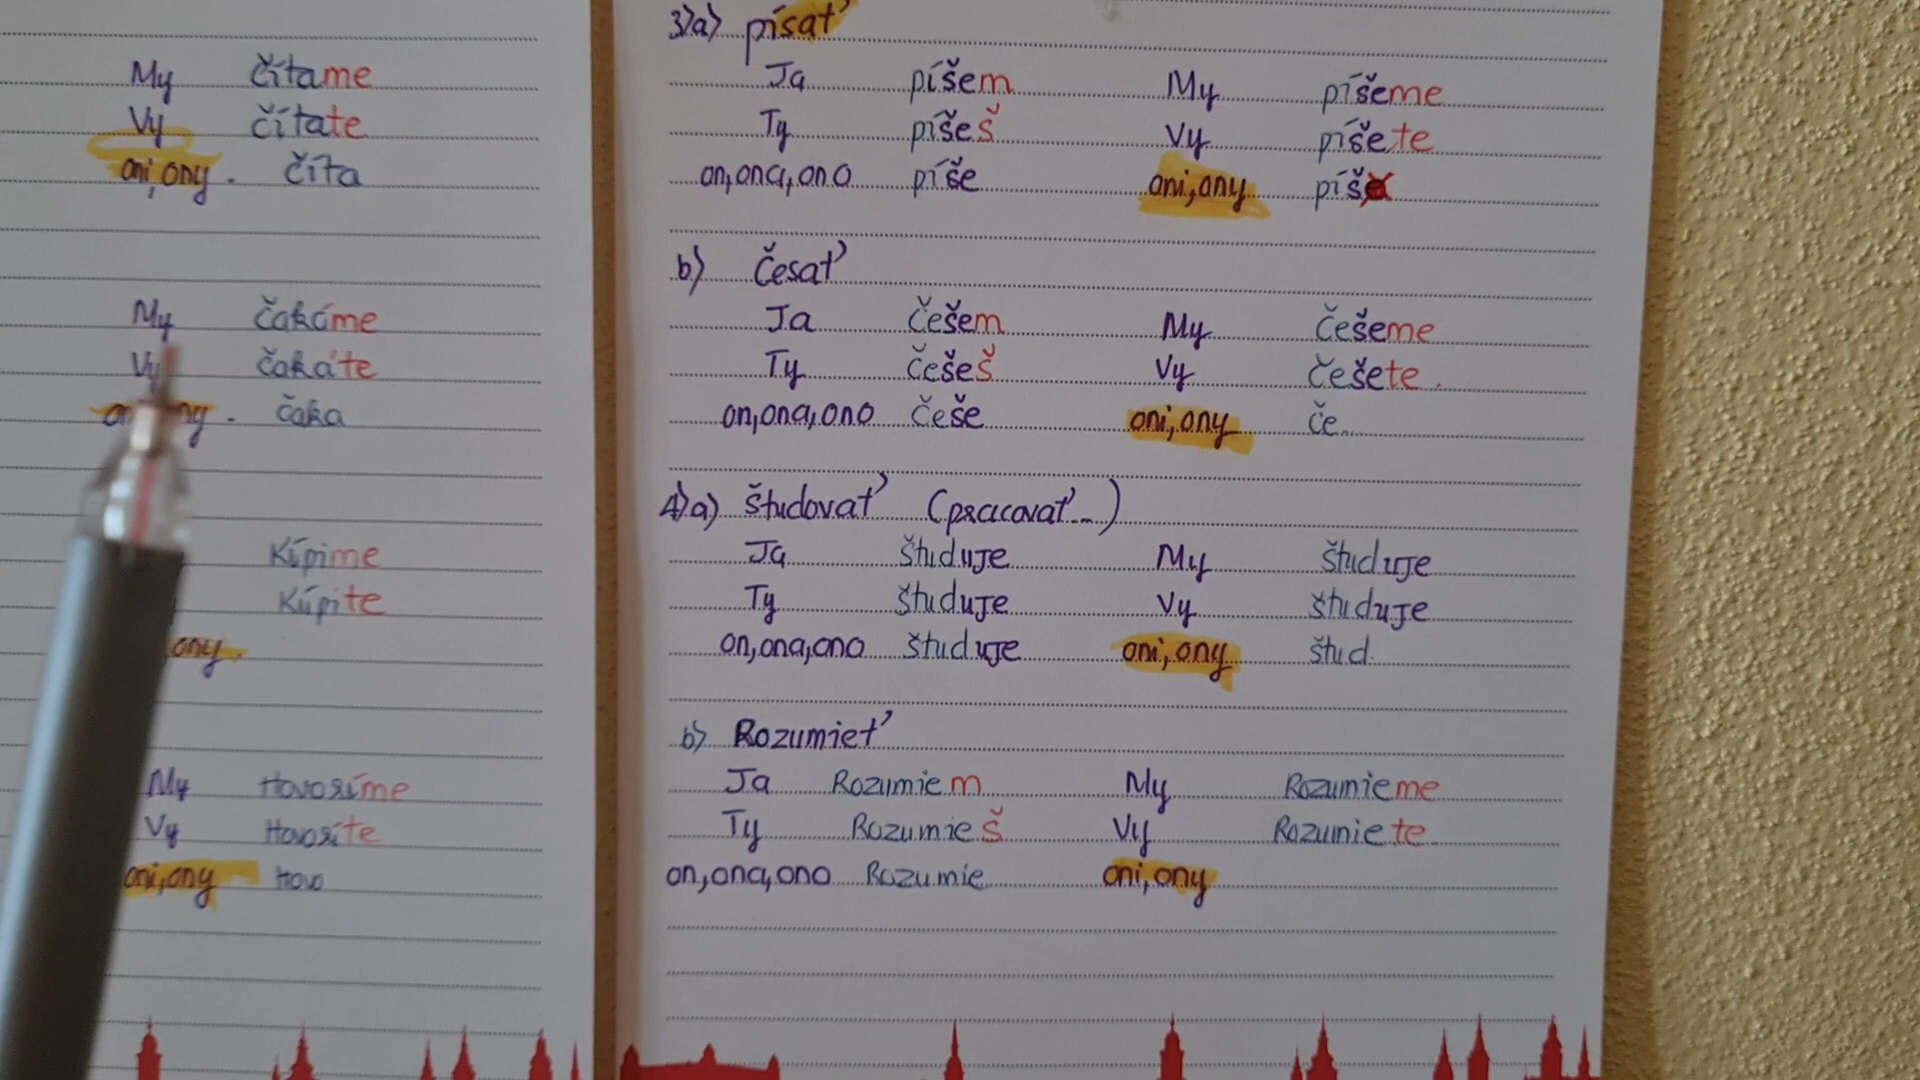 My čítame
Vy čítate
oni, ony. číta
My čakáme
Vy čakáte
ony. čaka
Kúpime
Kúpite
ony.
My Hovoríme
Vy Hovoríte
oni, ony Hovo
3)a) písať
Ja píšem My píšeme
Ty píšeš Vy píšete
on, ona, ono píše oni, ony píš
b) Česať
Ja Češem My Češeme
Ty Češeš Vy Češete.
on, ona, ono Češe oni, ony če
4)a) študovať (pracovať...)
Ja študuje My študuje
Ty študuje Vy študuje
on, ona, ono študuje oni, ony štud.
b) Rozumieť
Ja Rozumiem My Rozumieme
Ty Rozumieš Vy Rozumiete
on, ona, ono Rozumie oni, ony